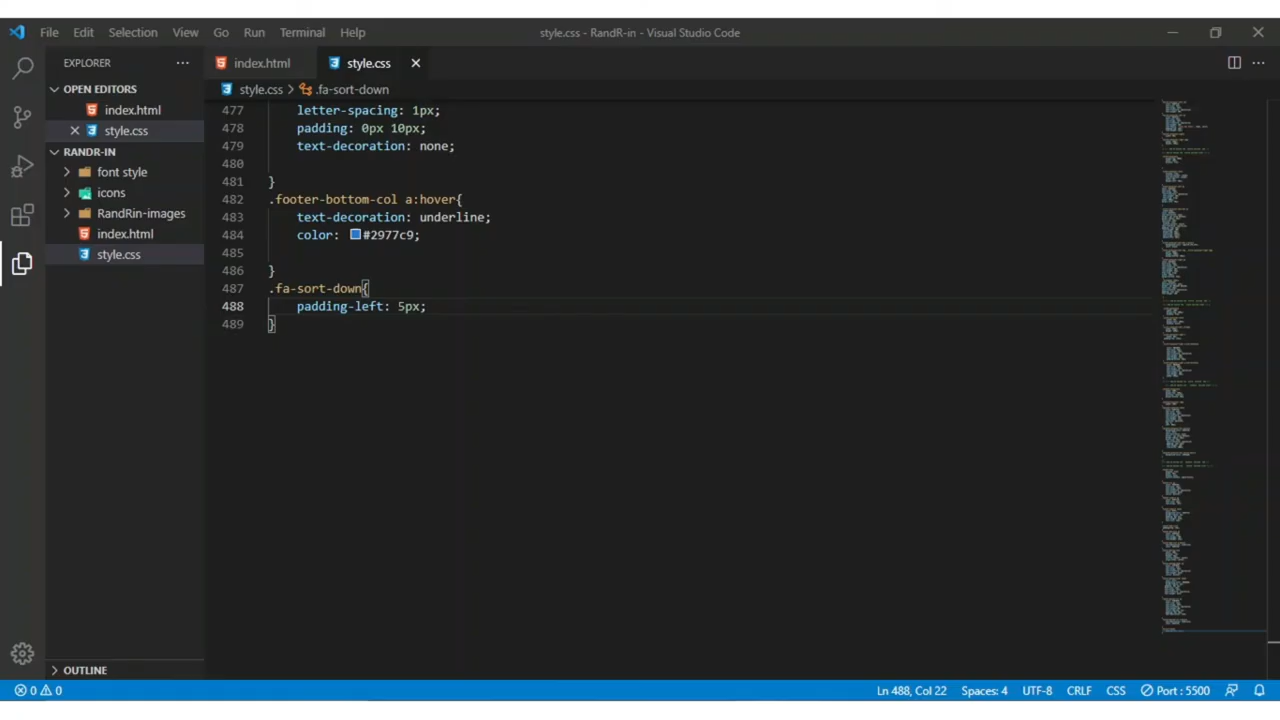 File Edit Selection View Go Run Terminal Help
style.css - RandR-in - Visual Studio Code
EXPLORER
index.html
style.css
OPEN EDITORS
style.css > .fa-sort-down
index.html
style.css
RANDR-IN
font style
icons
RandRin-images
index.html
style.css
477 letter-spacing: 1px;
478 padding: 0px 10px;
479 text-decoration: none;
480
481 }
482 .footer-bottom-col a:hover{
483 text-decoration: underline;
484 color: #2977c9;
485
486 }
487 .fa-sort-down{
488 padding-left: 5px;
489 }
OUTLINE
0 0
Ln 488, Col 22 Spaces: 4 UTF-8 CRLF CSS Port : 5500